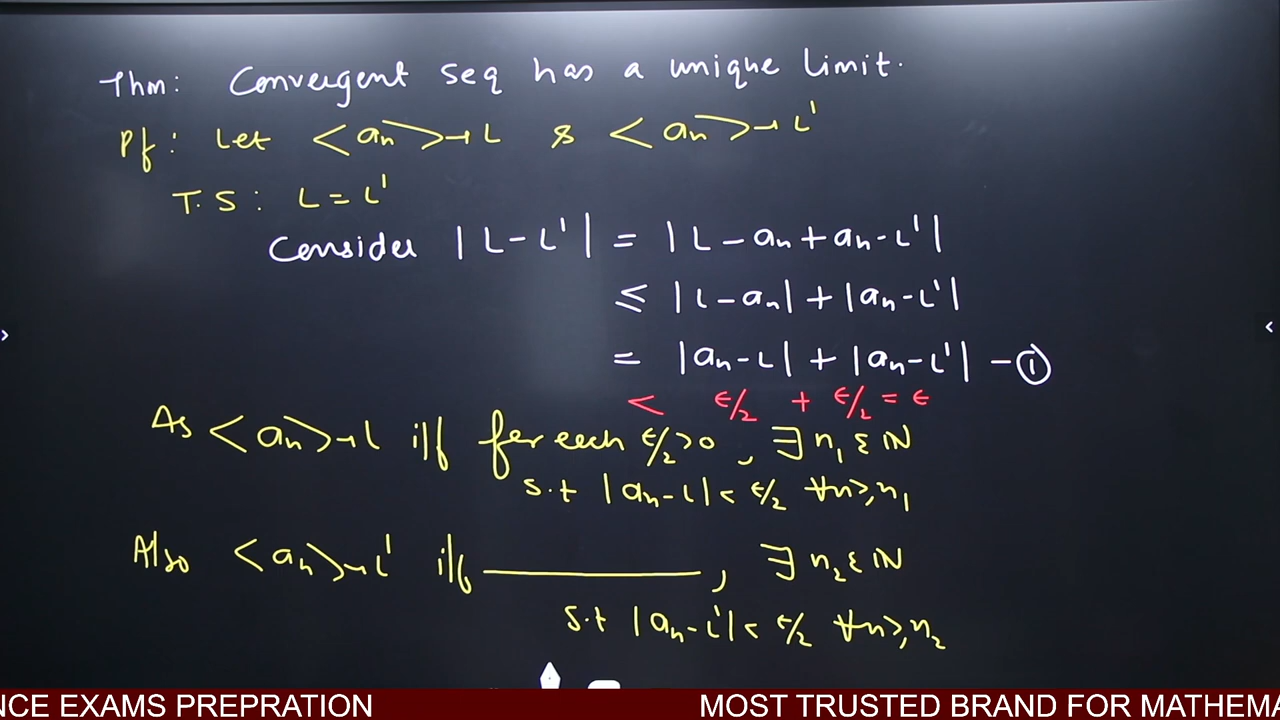 Thm: Convergent seq has a unique limit.
Pf: Let <an> → L & <an> → L'
T.S: L = L'
Consider |L - L'| = |L - an + an - L'|
≤ |L - an| + |an - L'|
= |an - L| + |an - L'| - ①
< ε/2 + ε/2 = ε
As <an> → L iff for each ε/2 > 0, ∃ n1 ∈ IN
s.t |an - L| < ε/2 ∀ n ≥ n1
Also <an> → L' iff ________, ∃ n2 ∈ IN
s.t |an - L'| < ε/2 ∀ n ≥ n2
NCE EXAMS PREPRATION MOST TRUSTED BRAND FOR MATHEMA